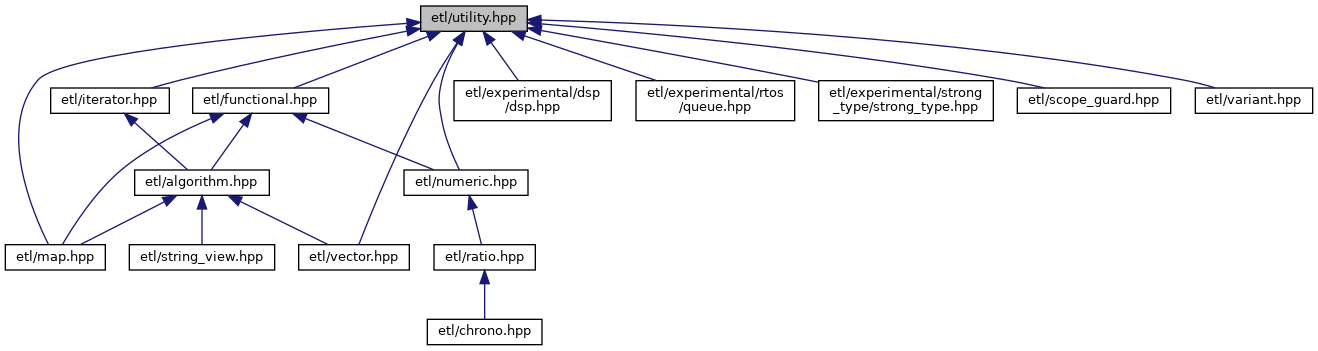 etl/utility.hpp
etl/iterator.hpp
etl/functional.hpp
etl/experimental/dsp
/dsp.hpp
etl/experimental/rtos
/queue.hpp
etl/experimental/strong
_type/strong_type.hpp
etl/scope_guard.hpp
etl/variant.hpp
etl/algorithm.hpp
etl/numeric.hpp
etl/map.hpp
etl/string_view.hpp
etl/vector.hpp
etl/ratio.hpp
etl/chrono.hpp